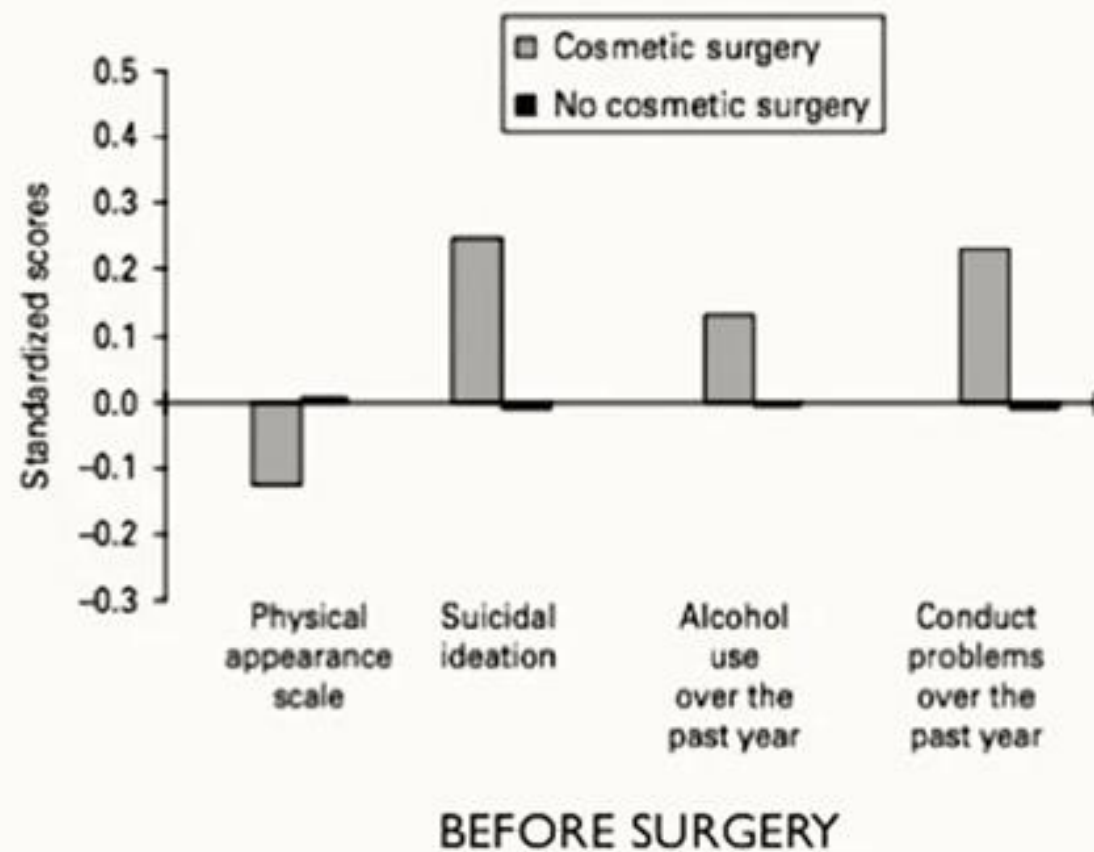 Cosmetic surgery
No cosmetic surgery
Standardized scores
0.5
0.4
0.3
0.2
0.1
0.0
–0.1
–0.2
–0.3
Physical
appearance
scale
Suicidal
ideation
Alcohol
use
over the
past year
Conduct
problems
over the
past year
BEFORE SURGERY